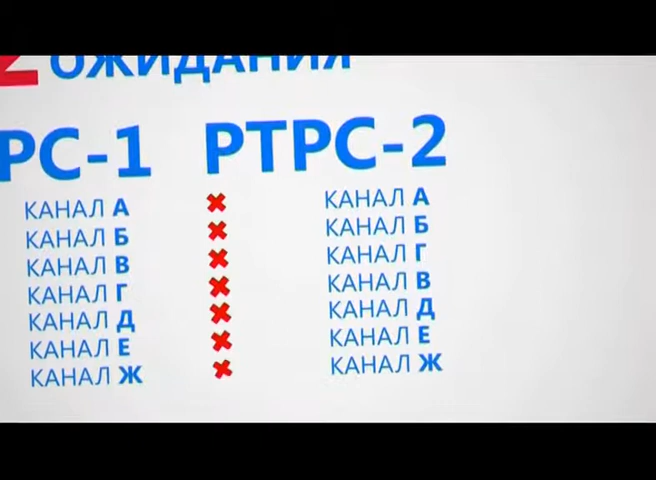 2 ОЖИДАНИЯ
РС-1 РТРС-2
КАНАЛ А КАНАЛ А
КАНАЛ Б КАНАЛ Б
КАНАЛ В КАНАЛ Г
КАНАЛ Г КАНАЛ В
КАНАЛ Д КАНАЛ Д
КАНАЛ Е КАНАЛ Е
КАНАЛ Ж КАНАЛ Ж